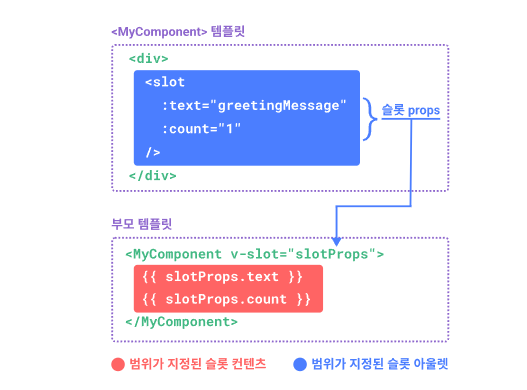 <MyComponent> 템플릿
<div>
<slot
:text="greetingMessage"
:count="1"
/>
슬롯 props
</div>
부모 템플릿
<MyComponent v-slot="slotProps">
{{ slotProps.text }}
{{ slotProps.count }}
</MyComponent>
범위가 지정된 슬롯 컨텐츠
범위가 지정된 슬롯 아울렛